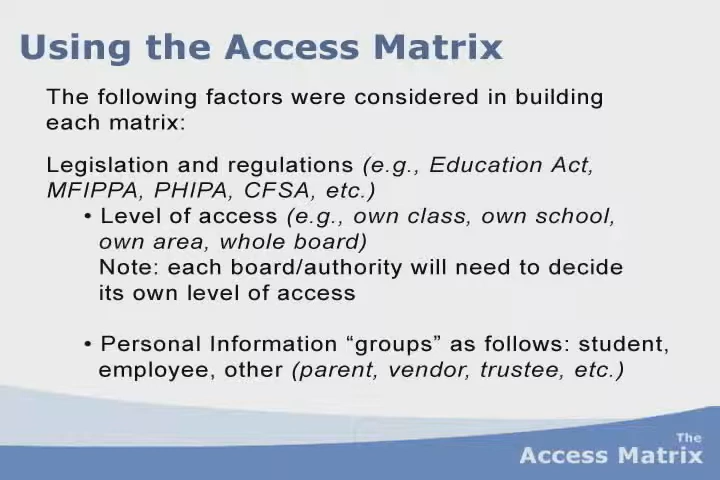 Using the Access Matrix
The following factors were considered in building
each matrix:
Legislation and regulations (e.g., Education Act,
MFIPPA, PHIPA, CFSA, etc.)
• Level of access (e.g., own class, own school,
own area, whole board)
Note: each board/authority will need to decide
its own level of access
• Personal Information “groups” as follows: student,
employee, other (parent, vendor, trustee, etc.)
The
Access Matrix